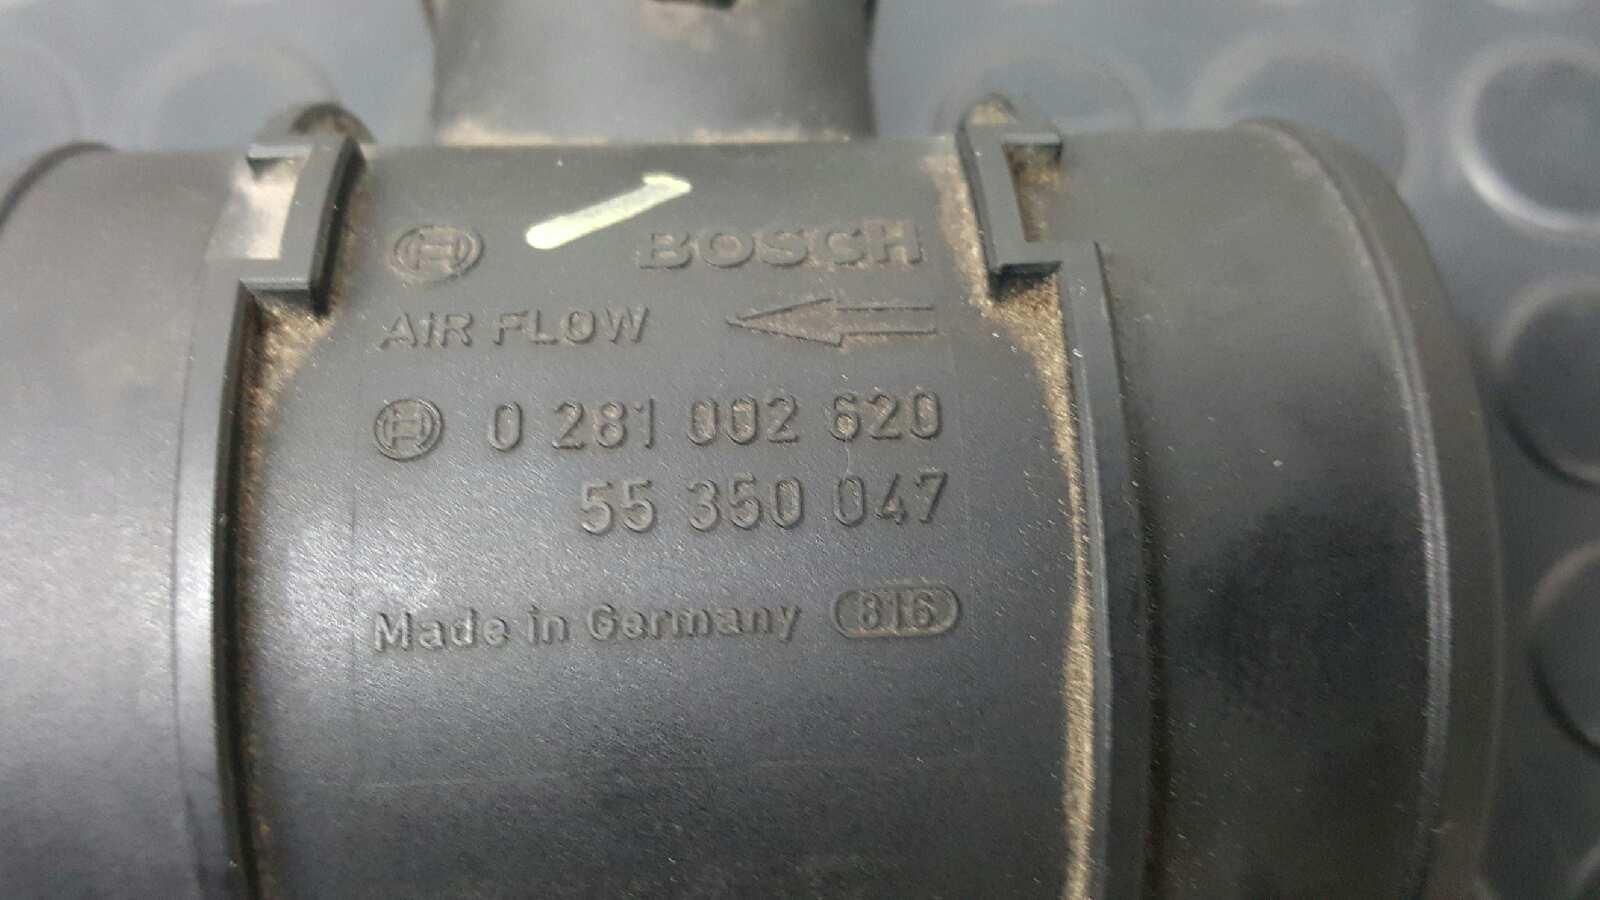 BOSCH
AIR FLOW
0 281 002 620
55 350 047
Made in Germany 816